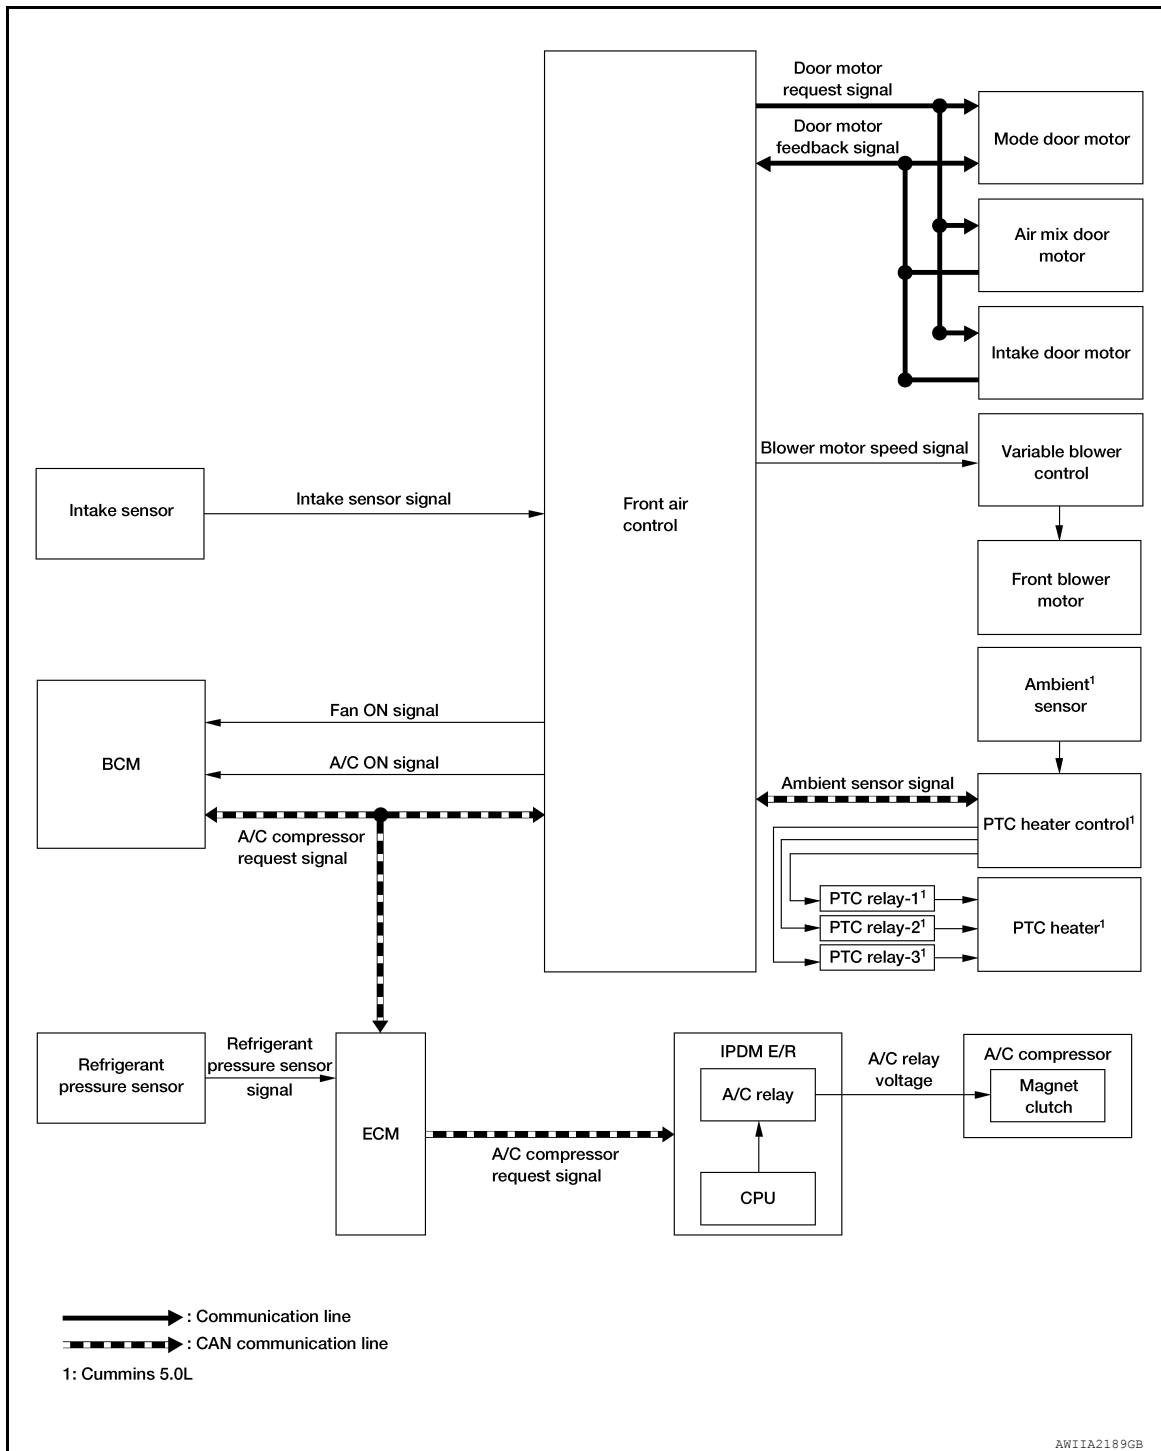 Door motor
request signal
Door motor
feedback signal
Mode door motor
Air mix door
motor
Intake door motor
Blower motor speed signal
Variable blower
control
Intake sensor
Intake sensor signal
Front air
control
Front blower
motor
Ambient¹
sensor
BCM
Fan ON signal
A/C ON signal
A/C compressor
request signal
Ambient sensor signal
PTC heater control¹
PTC relay-1¹
PTC relay-2¹
PTC relay-3¹
PTC heater¹
Refrigerant
pressure sensor
Refrigerant
pressure sensor
signal
ECM
A/C compressor
request signal
IPDM E/R
A/C relay
CPU
A/C relay
voltage
A/C compressor
Magnet
clutch
: Communication line
: CAN communication line
1: Cummins 5.0L
AWIIA2189GB